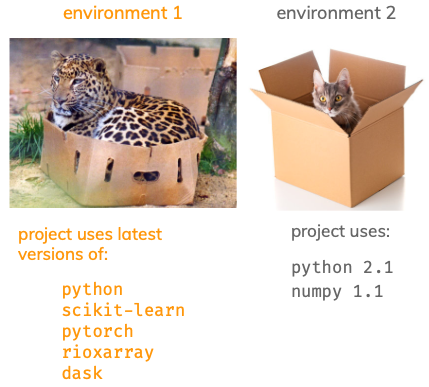 environment 1
environment 2
project uses latest
versions of:
python
scikit-learn
pytorch
rioxarray
dask
project uses:
python 2.1
numpy 1.1